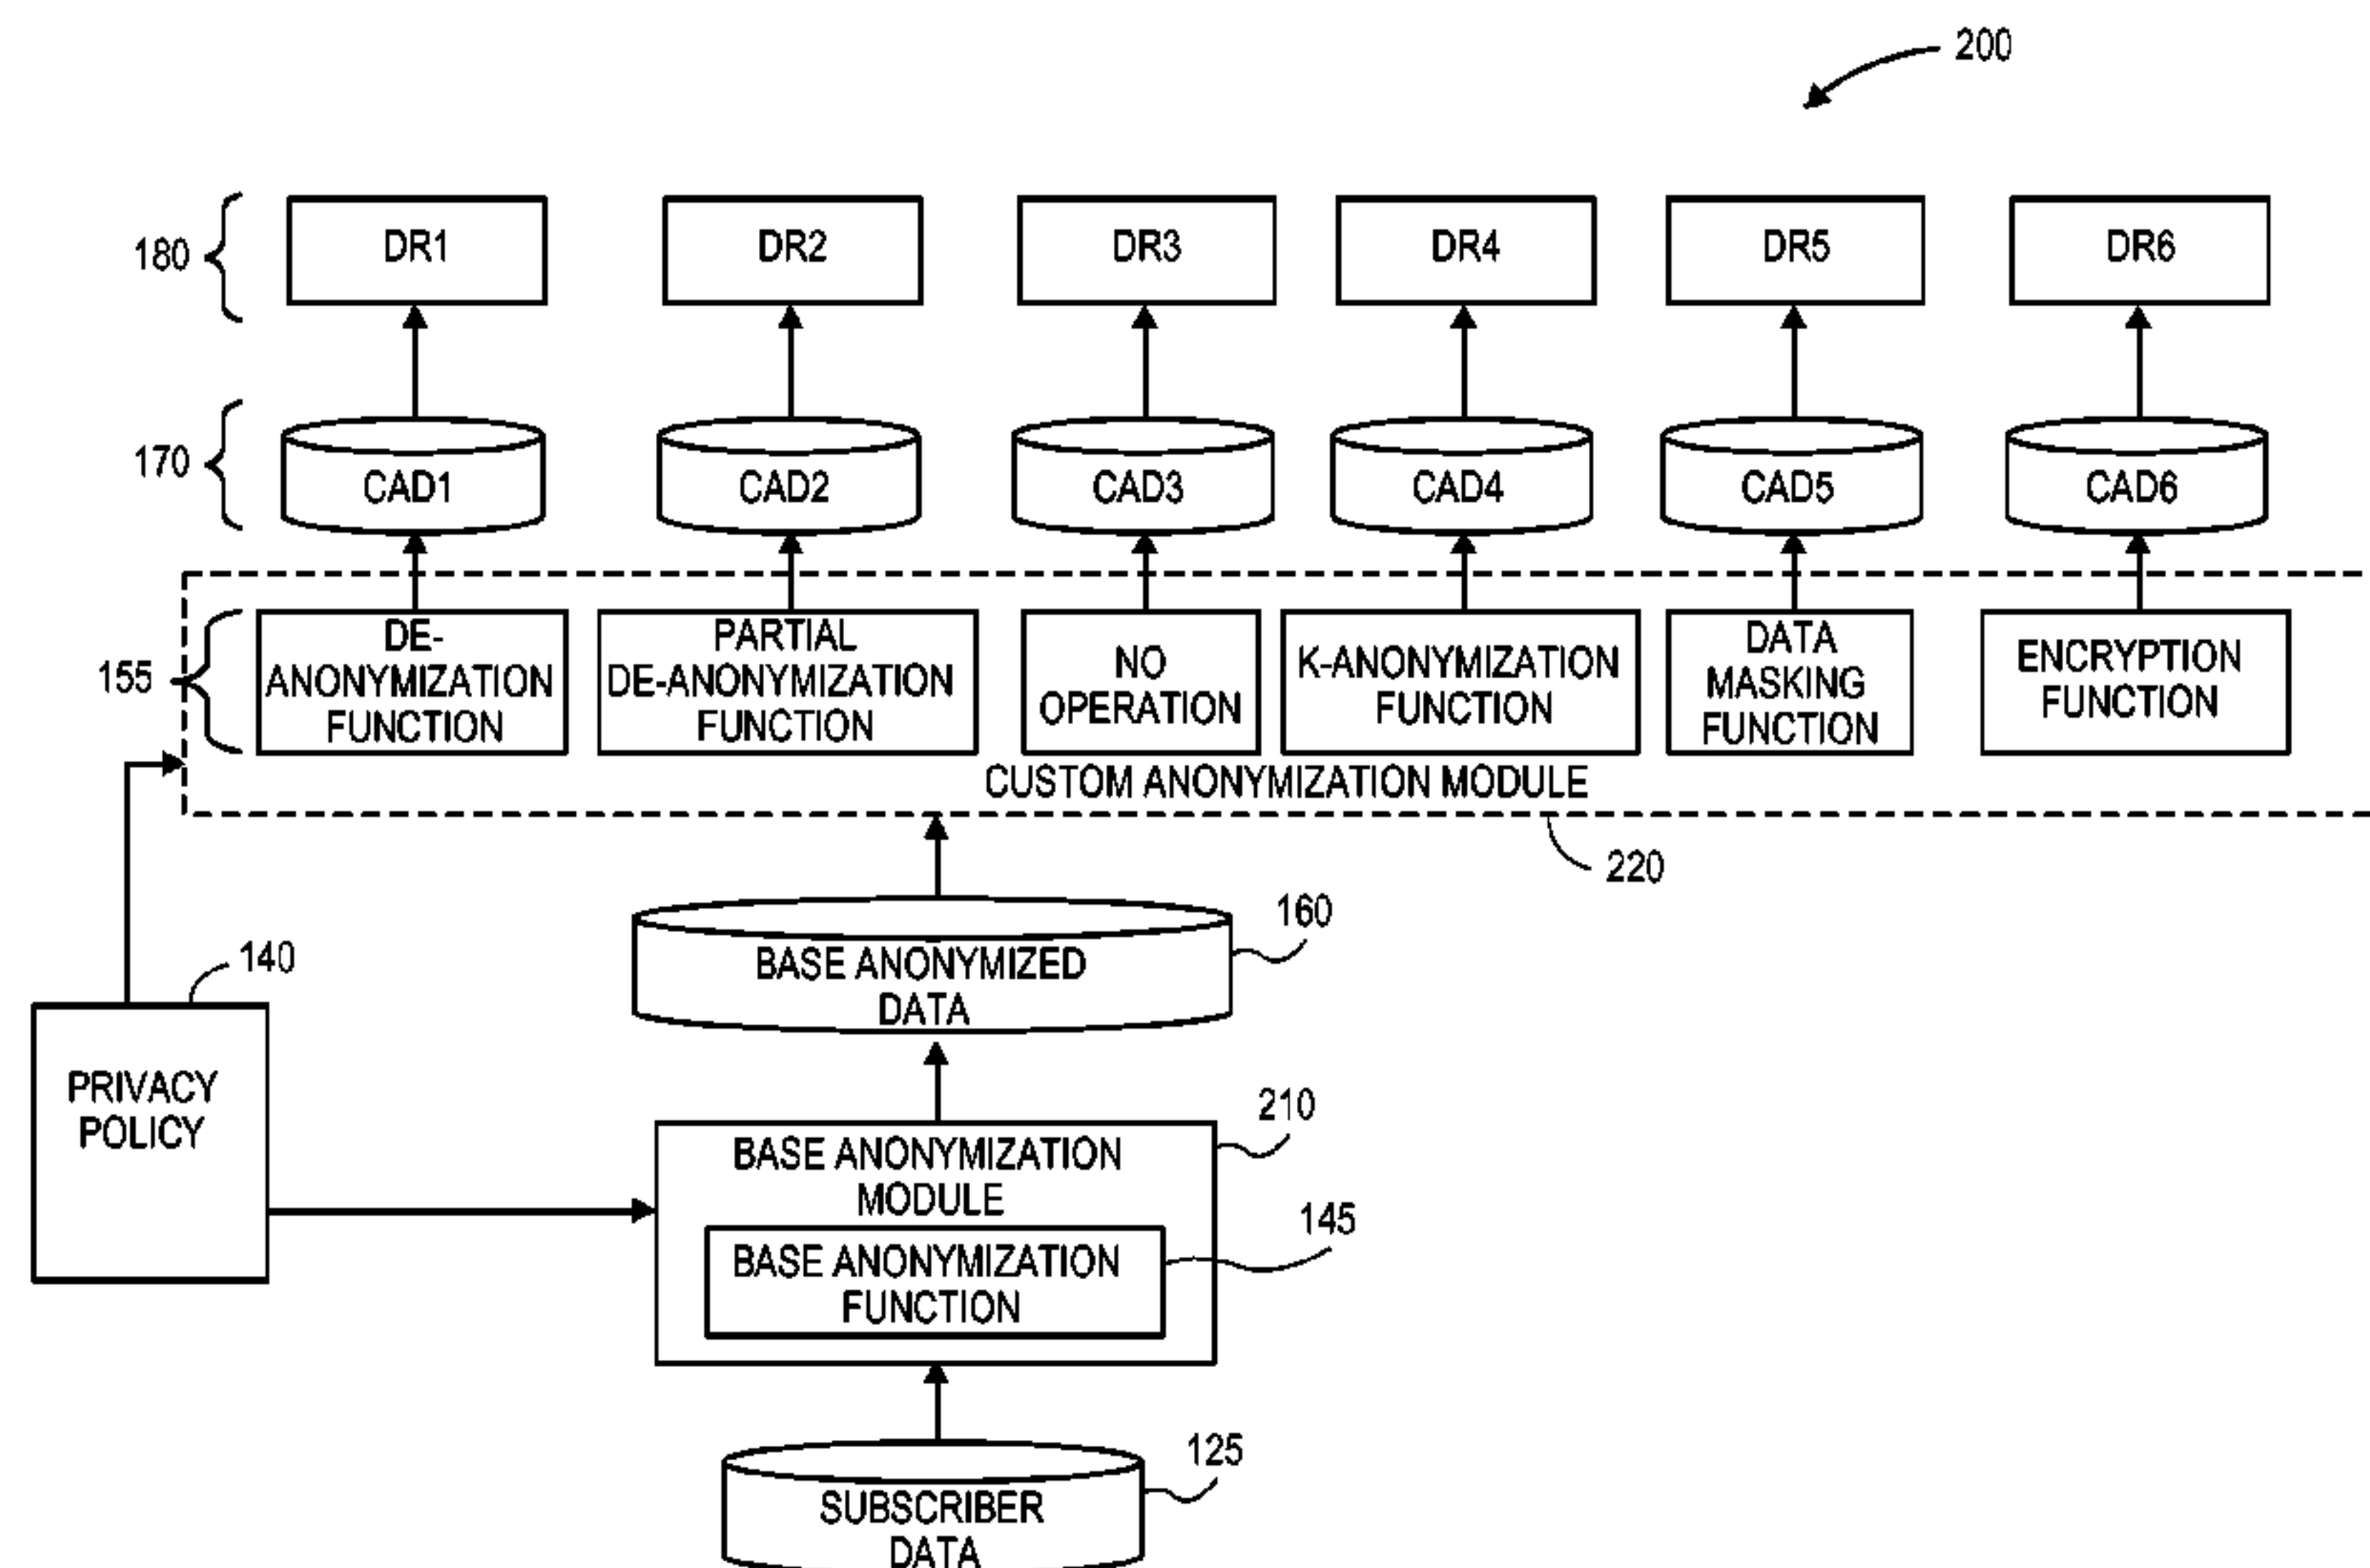 200
180
DR1
DR2
DR3
DR4
DR5
DR6
170
CAD1
CAD2
CAD3
CAD4
CAD5
CAD6
155
DE-
ANONYMIZATION
FUNCTION
PARTIAL
DE-ANONYMIZATION
FUNCTION
NO
OPERATION
K-ANONYMIZATION
FUNCTION
DATA
MASKING
FUNCTION
ENCRYPTION
FUNCTION
CUSTOM ANONYMIZATION MODULE
220
160
BASE ANONYMIZED
DATA
140
PRIVACY
POLICY
210
BASE ANONYMIZATION
MODULE
145
BASE ANONYMIZATION
FUNCTION
125
SUBSCRIBER
DATA